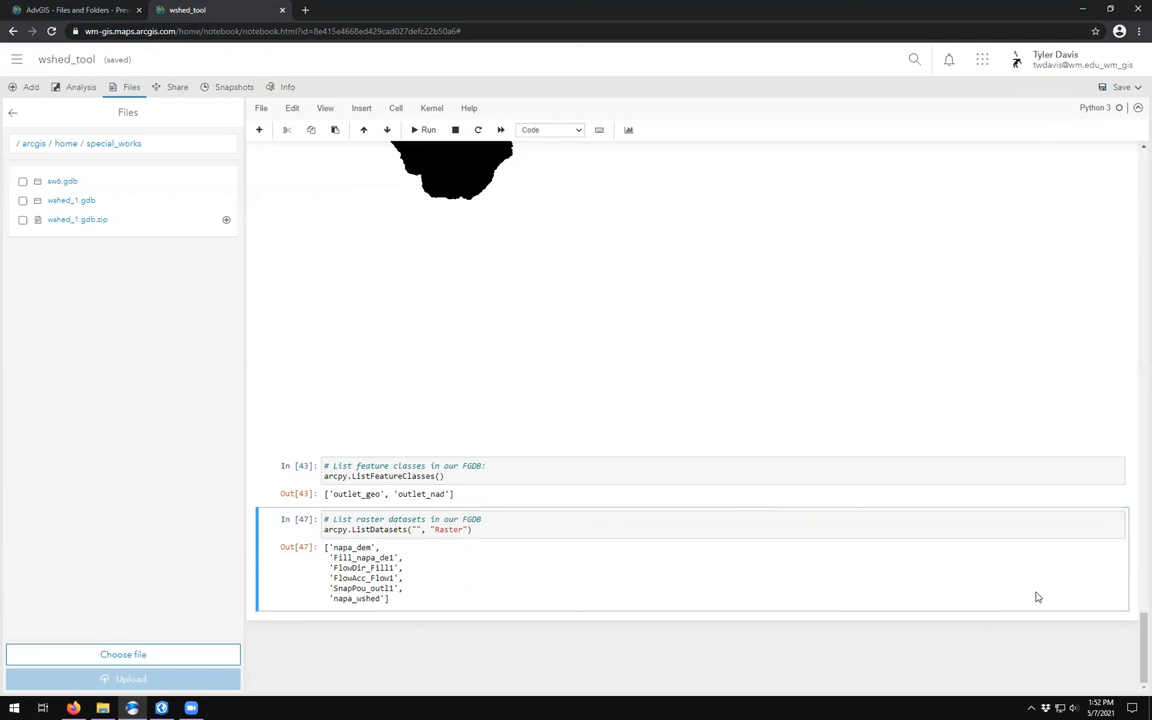 AdvGIS - Files and Folders - Prev
wshed_tool
wm-gis.maps.arcgis.com/home/notebook/notebook.html?id=8e415e4668ed429cad027defc22b50a6#
wshed_tool (saved)
Tyler Davis
twdavis@wm.edu_wm_gis
Add Analysis Files Share Snapshots Info Save
Files
File Edit View Insert Cell Kernel Help Python 3
Run Code
/ arcgis / home / special_works
sw6.gdb
wshed_1.gdb
wshed_1.gdb.zip
In [43]: # List feature classes in our FGDB:
arcpy.ListFeatureClasses()
Out[43]: ['outlet_geo', 'outlet_nad']
In [47]: # List raster datasets in our FGDB
arcpy.ListDatasets("", "Raster")
Out[47]: ['napa_dem',
'Fill_napa_de1',
'FlowDir_Fill1',
'FlowAcc_Flow1',
'SnapPou_outl1',
'napa_wshed']
Choose file
Upload
1:52 PM
5/7/2021